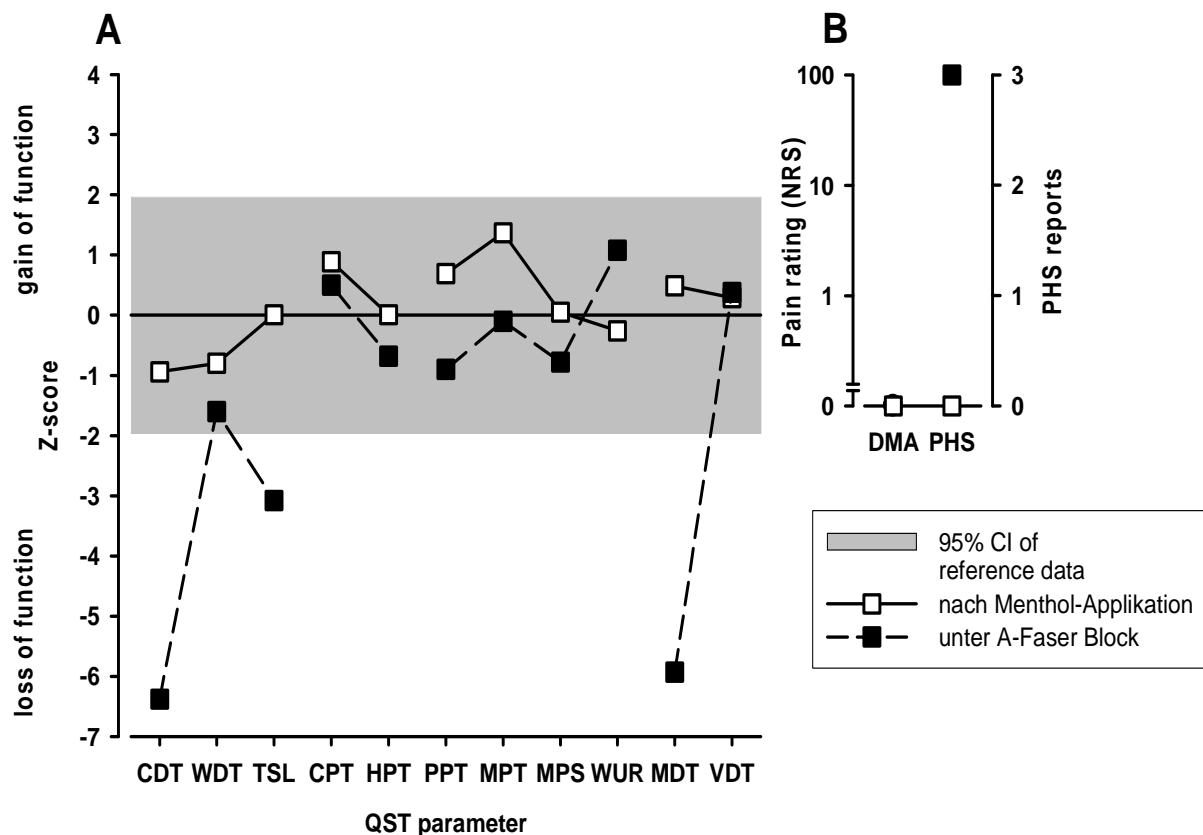 A
gain of function
Z-score
loss of function
4
3
2
1
0
-1
-2
-3
-4
-5
-6
-7
CDT WDT TSL CPT HPT PPT MPT MPS WUR MDT VDT
QST parameter
B
Pain rating (NRS)
100
10
1
0
DMA PHS
3
2
1
0
PHS reports
95% CI of
reference data
nach Menthol-Applikation
unter A-Faser Block